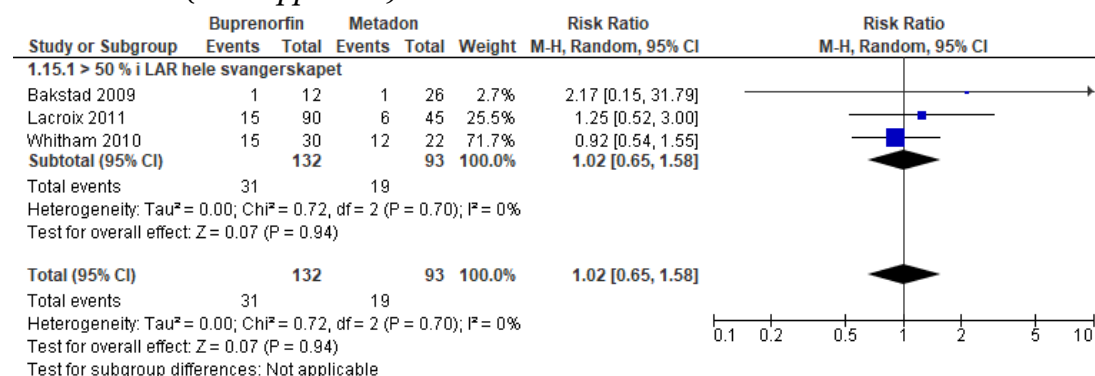 Buprenorfin Metadon Risk Ratio Risk Ratio
Study or Subgroup Events Total Events Total Weight M-H, Random, 95% CI M-H, Random, 95% CI
1.15.1 > 50 % i LAR hele svangerskapet
Bakstad 2009 1 12 1 26 2.7% 2.17 [0.15, 31.79]
Lacroix 2011 15 90 6 45 25.5% 1.25 [0.52, 3.00]
Whitham 2010 15 30 12 22 71.7% 0.92 [0.54, 1.55]
Subtotal (95% CI) 132 93 100.0% 1.02 [0.65, 1.58]
Total events 31 19
Heterogeneity: Tau² = 0.00; Chi² = 0.72, df = 2 (P = 0.70); I² = 0%
Test for overall effect: Z = 0.07 (P = 0.94)
Total (95% CI) 132 93 100.0% 1.02 [0.65, 1.58]
Total events 31 19
Heterogeneity: Tau² = 0.00; Chi² = 0.72, df = 2 (P = 0.70); I² = 0%
Test for overall effect: Z = 0.07 (P = 0.94)
Test for subgroup differences: Not applicable
0.1 0.2 0.5 1 2 5 10